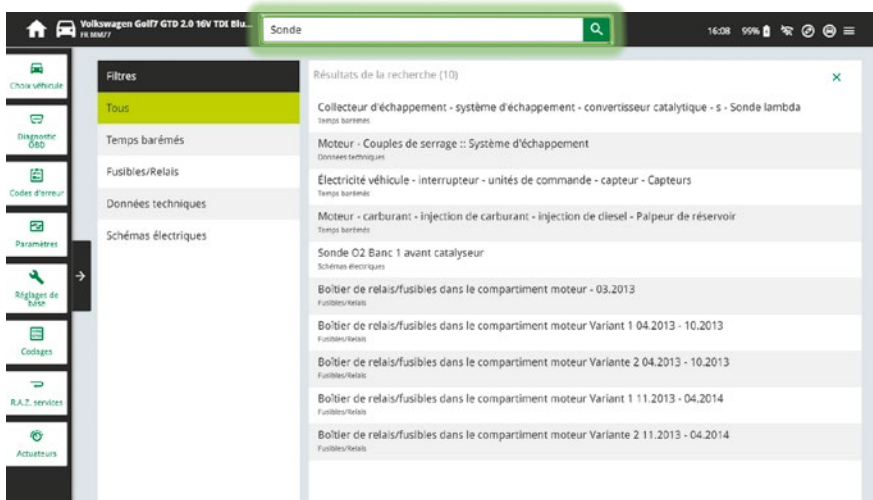 Volkswagen Golf7 GTD 2.0 16V TDI Blu...
FR MM77
Sonde
16:08 99%
Choix véhicule
Diagnostic
OBD
Codes d'erreur
Paramètres
Réglages de
base
Codages
R.A.Z. services
Actuateurs
Filtres
Tous
Temps barémés
Fusibles/Relais
Données techniques
Schémas électriques
Résultats de la recherche (10)
Collecteur d'échappement - système d'échappement - convertisseur catalytique - s - Sonde lambda
Temps barémés
Moteur - Couples de serrage :: Système d'échappement
Données techniques
Électricité véhicule - interrupteur - unités de commande - capteur - Capteurs
Temps barémés
Moteur - carburant - injection de carburant - injection de diesel - Palpeur de réservoir
Temps barémés
Sonde O2 Banc 1 avant catalyseur
Schémas électriques
Boîtier de relais/fusibles dans le compartiment moteur - 03.2013
Fusibles/Relais
Boîtier de relais/fusibles dans le compartiment moteur Variant 1 04.2013 - 10.2013
Fusibles/Relais
Boîtier de relais/fusibles dans le compartiment moteur Variante 2 04.2013 - 10.2013
Fusibles/Relais
Boîtier de relais/fusibles dans le compartiment moteur Variant 1 11.2013 - 04.2014
Fusibles/Relais
Boîtier de relais/fusibles dans le compartiment moteur Variante 2 11.2013 - 04.2014
Fusibles/Relais